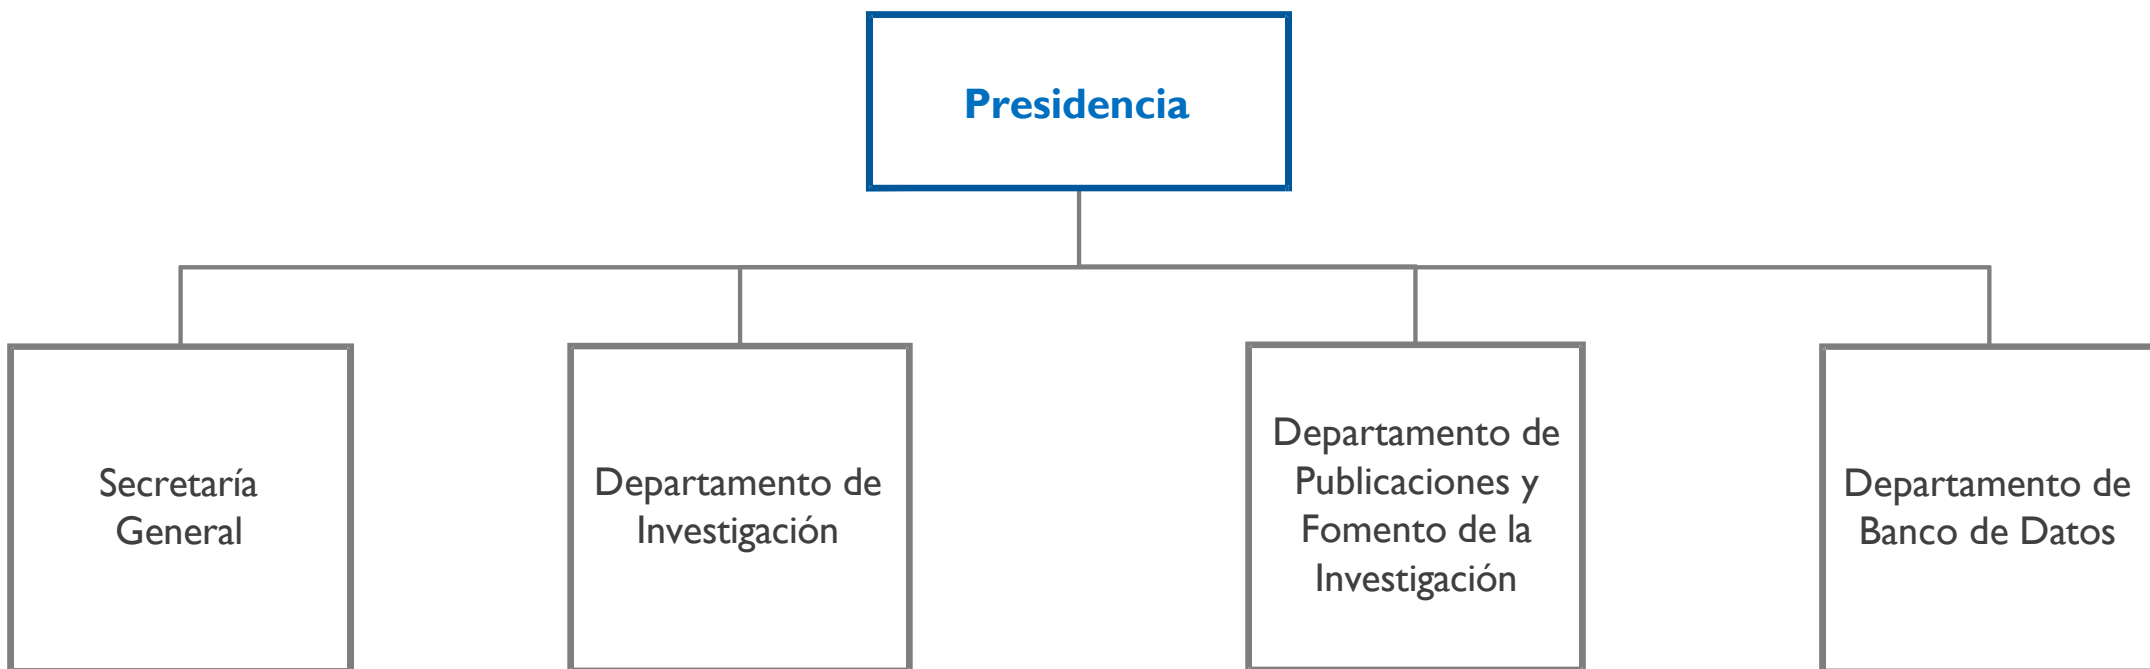 Presidencia
Secretaría
General
Departamento de
Investigación
Departamento de
Publicaciones y
Fomento de la
Investigación
Departamento de
Banco de Datos